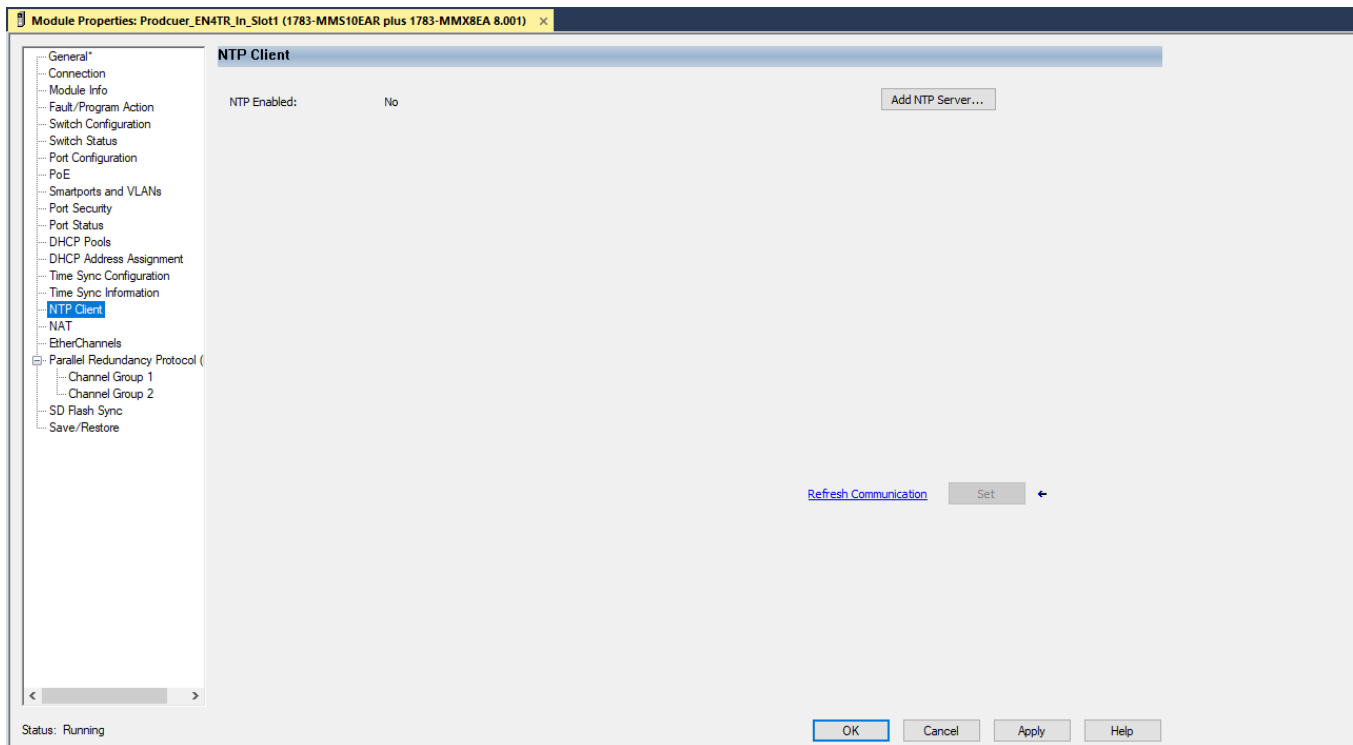 Module Properties: Prodcuer_EN4TR_In_Slot1 (1783-MMS10EAR plus 1783-MMX8EA 8.001) ×
General*
Connection
Module Info
Fault/Program Action
Switch Configuration
Switch Status
Port Configuration
PoE
Smartports and VLANs
Port Security
Port Status
DHCP Pools
DHCP Address Assignment
Time Sync Configuration
Time Sync Information
NTP Client
NAT
EtherChannels
Parallel Redundancy Protocol (
Channel Group 1
Channel Group 2
SD Flash Sync
Save/Restore
NTP Client
NTP Enabled: No Add NTP Server...
Refresh Communication Set
Status: Running OK Cancel Apply Help